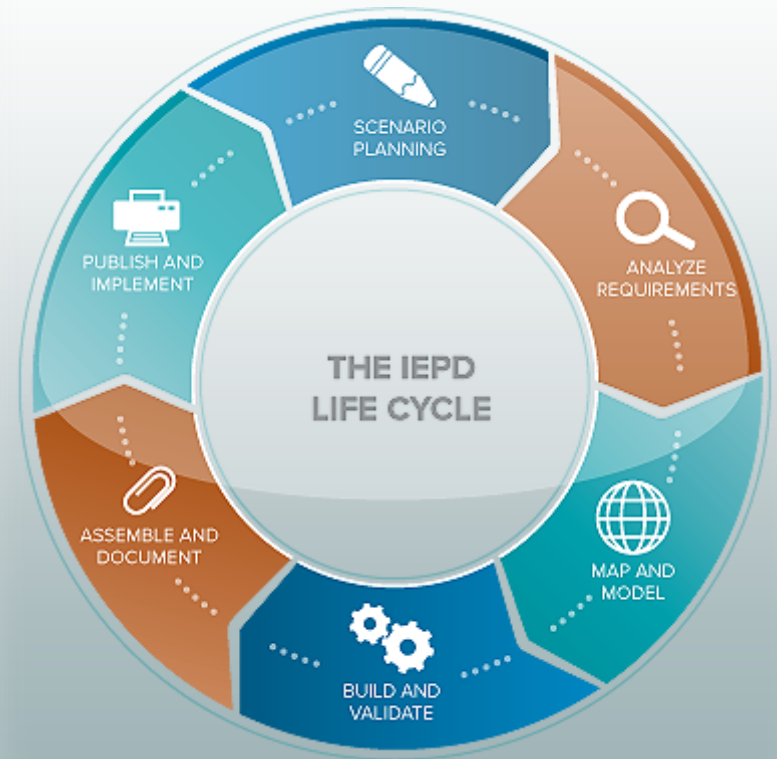 SCENARIO
PLANNING
ANALYZE
REQUIREMENTS
MAP AND
MODEL
BUILD AND
VALIDATE
ASSEMBLE AND
DOCUMENT
PUBLISH AND
IMPLEMENT
THE IEPD
LIFE CYCLE